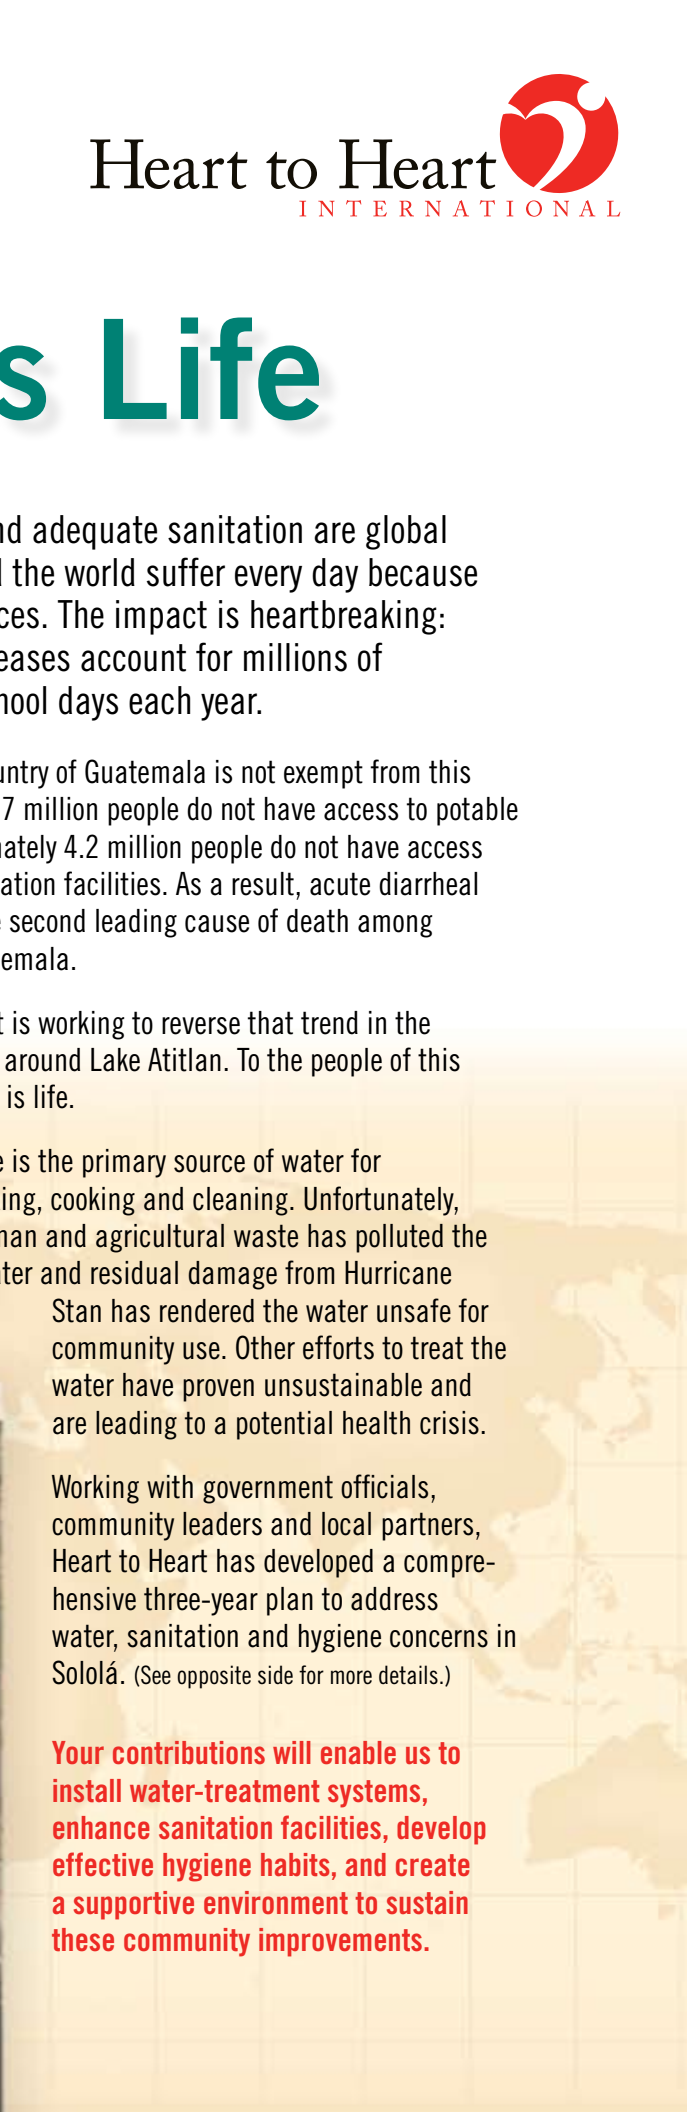 Heart to Heart
INTERNATIONAL
s Life
nd adequate sanitation are global
the world suffer every day because
ces. The impact is heartbreaking:
eases account for millions of
hool days each year.
untry of Guatemala is not exempt from this
7 million people do not have access to potable
nately 4.2 million people do not have access
ation facilities. As a result, acute diarrheal
e second leading cause of death among
emala.
t is working to reverse that trend in the
around Lake Atitlan. To the people of this
is life.
e is the primary source of water for
ing, cooking and cleaning. Unfortunately,
man and agricultural waste has polluted the
ater and residual damage from Hurricane
Stan has rendered the water unsafe for
community use. Other efforts to treat the
water have proven unsustainable and
are leading to a potential health crisis.
Working with government officials,
community leaders and local partners,
Heart to Heart has developed a compre-
hensive three-year plan to address
water, sanitation and hygiene concerns in
Sololá. (See opposite side for more details.)
Your contributions will enable us to
install water-treatment systems,
enhance sanitation facilities, develop
effective hygiene habits, and create
a supportive environment to sustain
these community improvements.